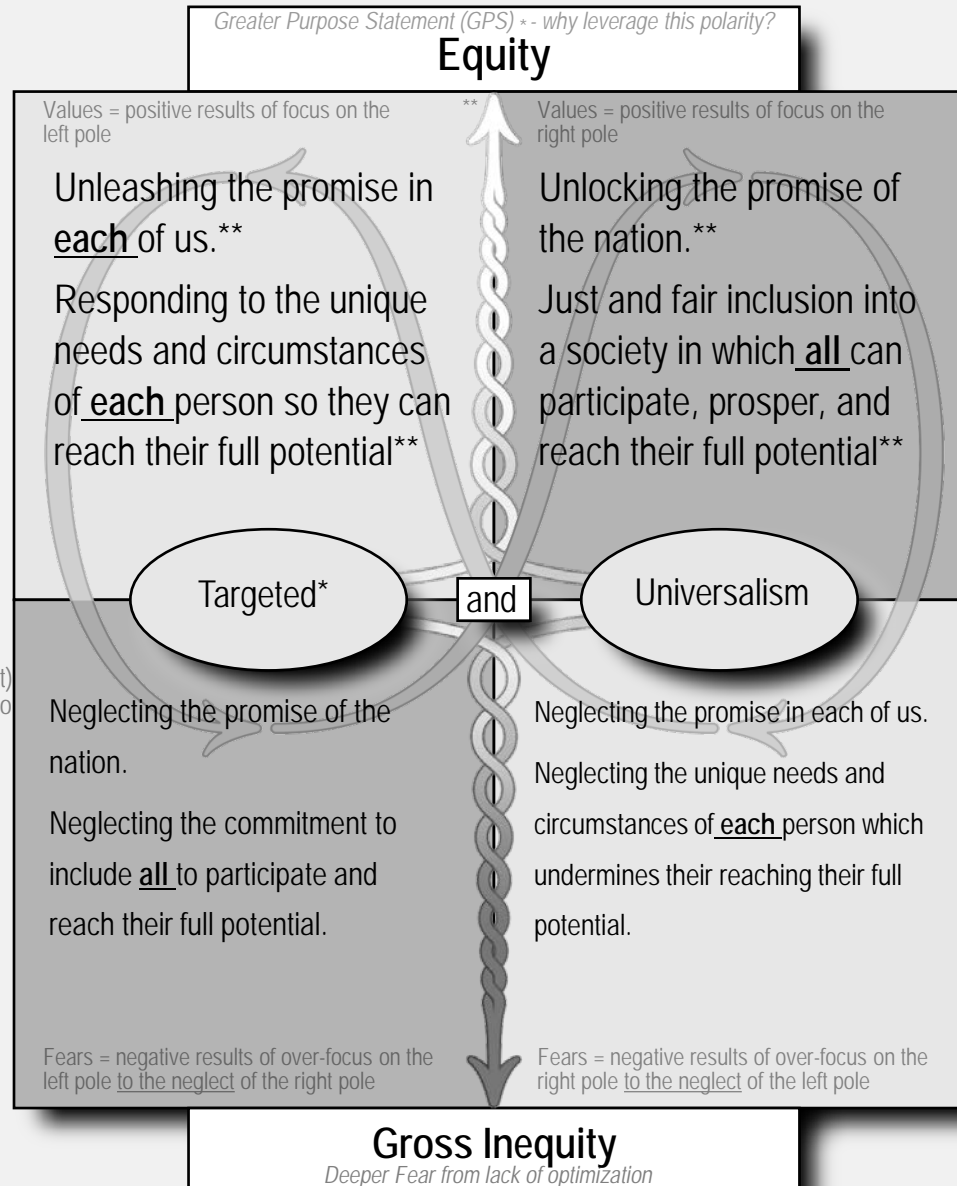 Greater Purpose Statement (GPS) * - why leverage this polarity?
Equity
Values = positive results of focus on the
left pole
**
Values = positive results of focus on the
right pole
Unleashing the promise in
each of us.**
Responding to the unique
needs and circumstances
of each person so they can
reach their full potential**
Unlocking the promise of
the nation.**
Just and fair inclusion into
a society in which all can
participate, prosper, and
reach their full potential**
Targeted*
and
Universalism
t)
o
Neglecting the promise of the
nation.
Neglecting the commitment to
include all to participate and
reach their full potential.
Neglecting the promise in each of us.
Neglecting the unique needs and
circumstances of each person which
undermines their reaching their full
potential.
Fears = negative results of over-focus on the
left pole to the neglect of the right pole
Fears = negative results of over-focus on the
right pole to the neglect of the left pole
Gross Inequity
Deeper Fear from lack of optimization